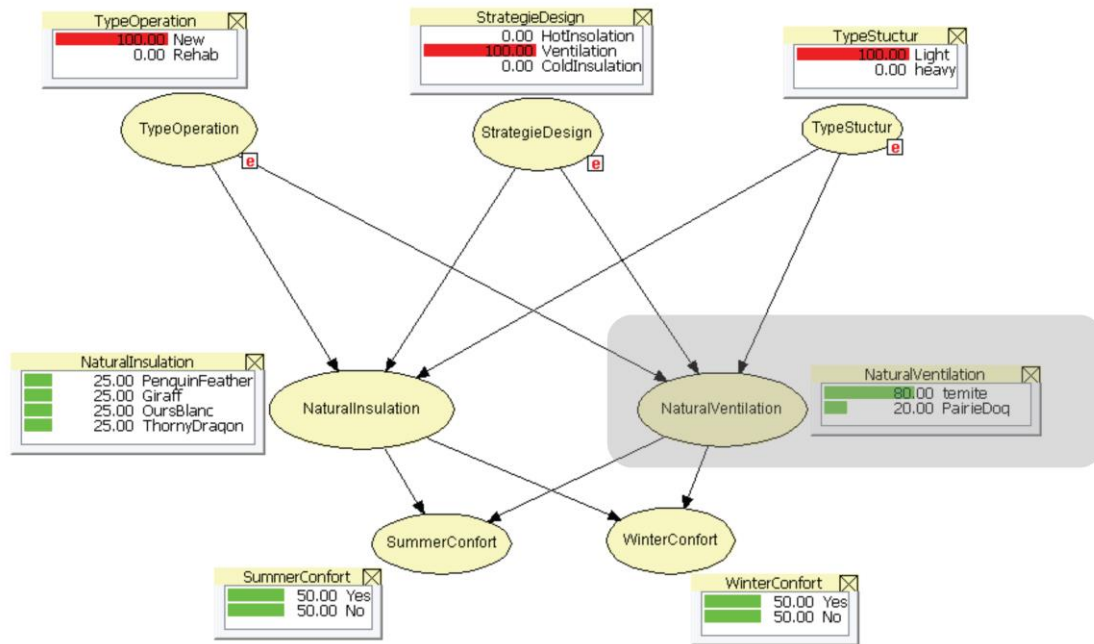 TypeOperation
100.00 New
0.00 Rehab
StrategieDesign
0.00 HotInsolation
100.00 Ventilation
0.00 ColdInsulation
TypeStuctur
100.00 Light
0.00 heavy
TypeOperation
e
StrategieDesign
e
TypeStuctur
e
NaturalInsulation
25.00 PenquinFeather
25.00 Giraff
25.00 OursBlanc
25.00 ThornyDraqon
NaturalInsulation
NaturalVentilation
NaturalVentilation
80.00 temite
20.00 PairieDoq
SummerConfort
WinterConfort
SummerConfort
50.00 Yes
50.00 No
WinterConfort
50.00 Yes
50.00 No